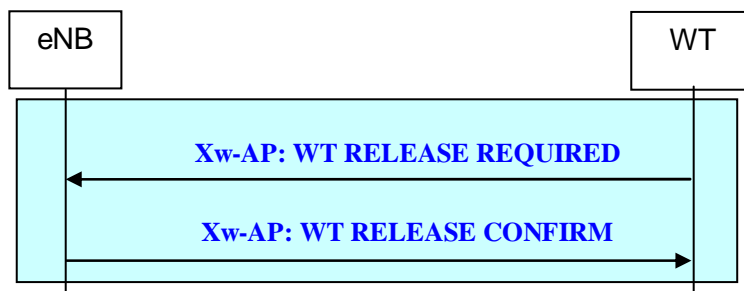 eNB
WT
Xw-AP: WT RELEASE REQUIRED
Xw-AP: WT RELEASE CONFIRM